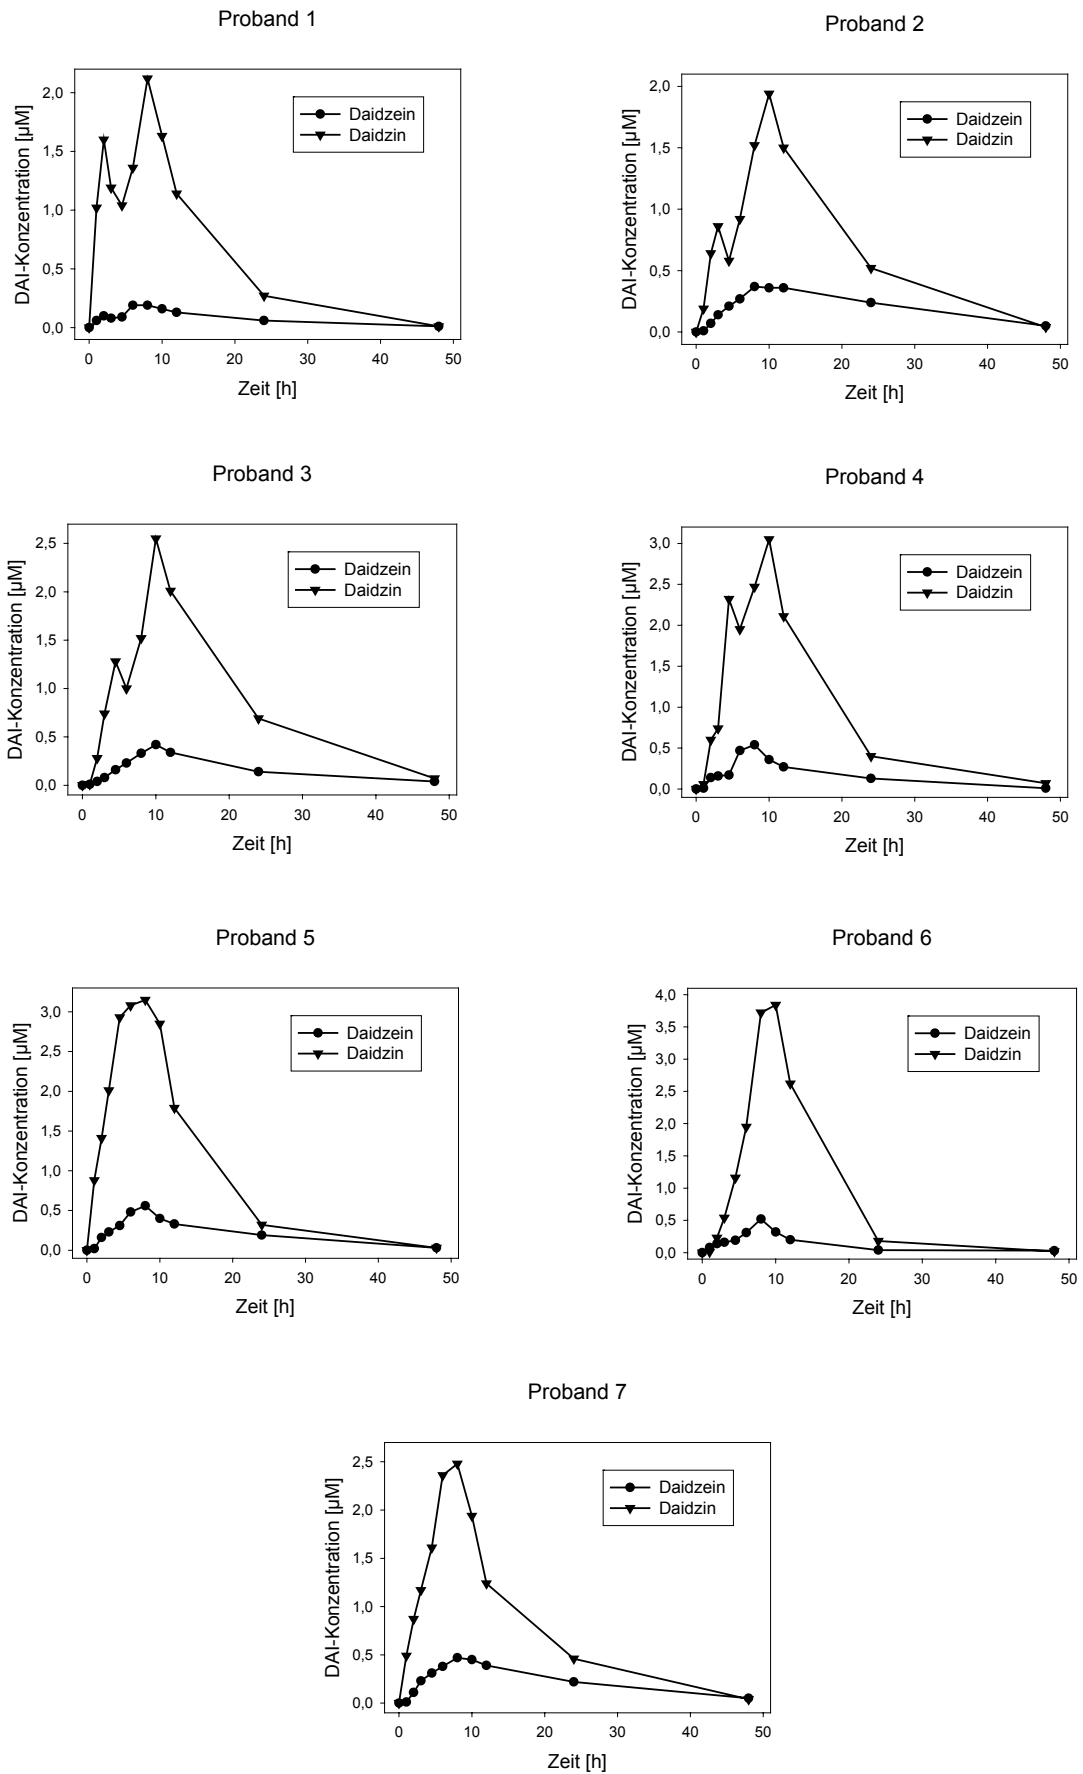 Proband 1
DAI-Konzentration [µM]
2,0
1,5
1,0
0,5
0,0
Daidzein
Daidzin
0 10 20 30 40 50
Zeit [h]
Proband 2
DAI-Konzentration [µM]
2,0
1,5
1,0
0,5
0,0
Daidzein
Daidzin
0 10 20 30 40 50
Zeit [h]
Proband 3
DAI-Konzentration [µM]
2,5
2,0
1,5
1,0
0,5
0,0
Daidzein
Daidzin
0 10 20 30 40 50
Zeit [h]
Proband 4
DAI-Konzentration [µM]
3,0
2,5
2,0
1,5
1,0
0,5
0,0
Daidzein
Daidzin
0 10 20 30 40 50
Zeit [h]
Proband 5
DAI-Konzentration [µM]
3,0
2,5
2,0
1,5
1,0
0,5
0,0
Daidzein
Daidzin
0 10 20 30 40 50
Zeit [h]
Proband 6
DAI-Konzentration [µM]
4,0
3,5
3,0
2,5
2,0
1,5
1,0
0,5
0,0
Daidzein
Daidzin
0 10 20 30 40 50
Zeit [h]
Proband 7
DAI-Konzentration [µM]
2,5
2,0
1,5
1,0
0,5
0,0
Daidzein
Daidzin
0 10 20 30 40 50
Zeit [h]